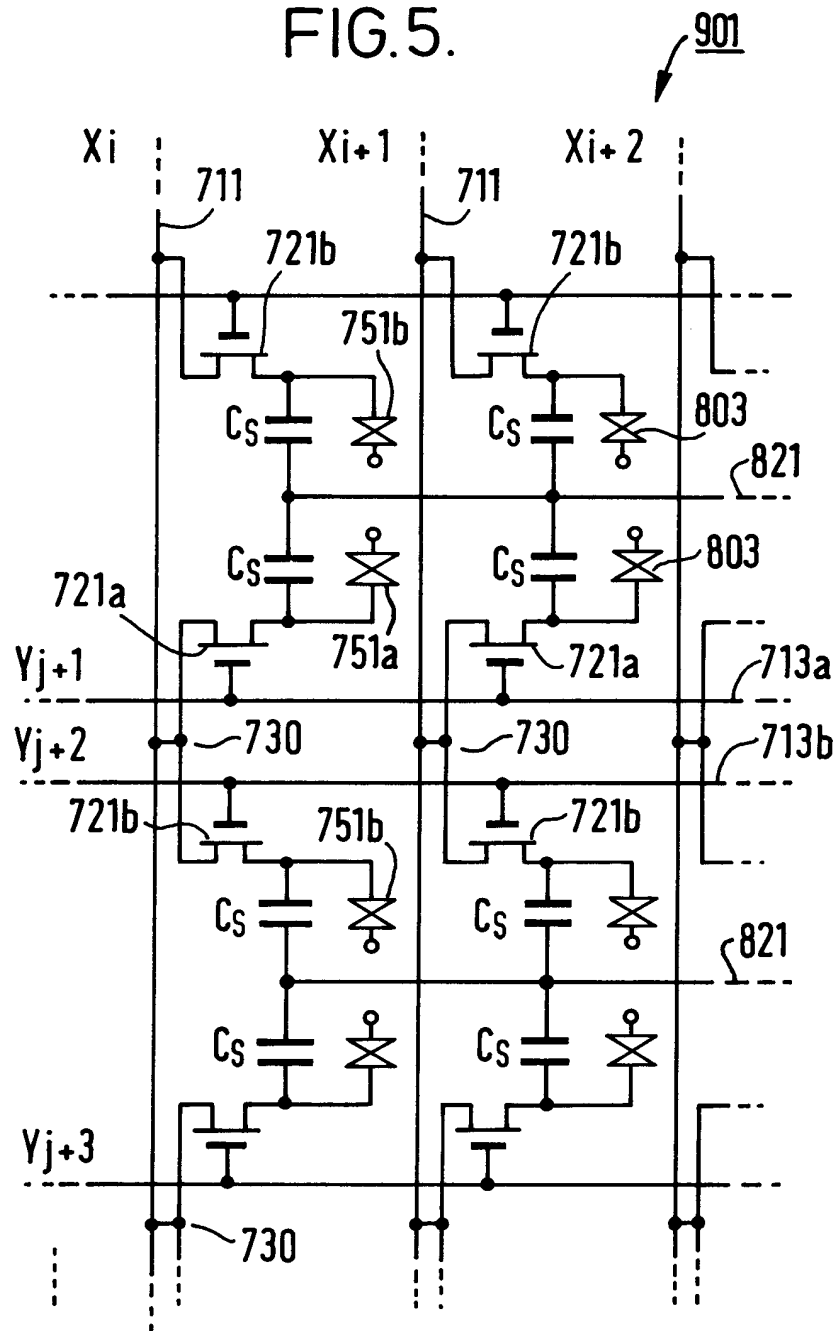 FIG.5.
901
Xi Xi+1 Xi+2
711 711
721b 721b
751b
803
Cs Cs
821
Cs Cs
803
721a
751a 721a
Yj+1
713a
730 730
Yj+2
713b
721b 751b 721b
Cs Cs
821
Cs Cs
Yj+3
730